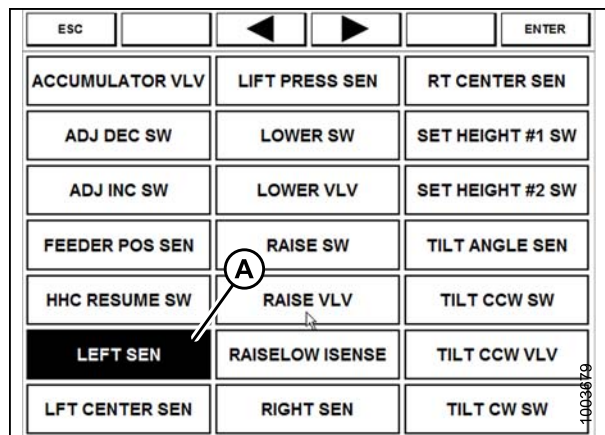 ESC ENTER
ACCUMULATOR VLV LIFT PRESS SEN RT CENTER SEN
ADJ DEC SW LOWER SW SET HEIGHT #1 SW
ADJ INC SW LOWER VLV SET HEIGHT #2 SW
FEEDER POS SEN RAISE SW TILT ANGLE SEN
A
HHC RESUME SW RAISE VLV TILT CCW SW
LEFT SEN RAISELOW ISENSE TILT CCW VLV
LFT CENTER SEN RIGHT SEN TILT CW SW
1003679